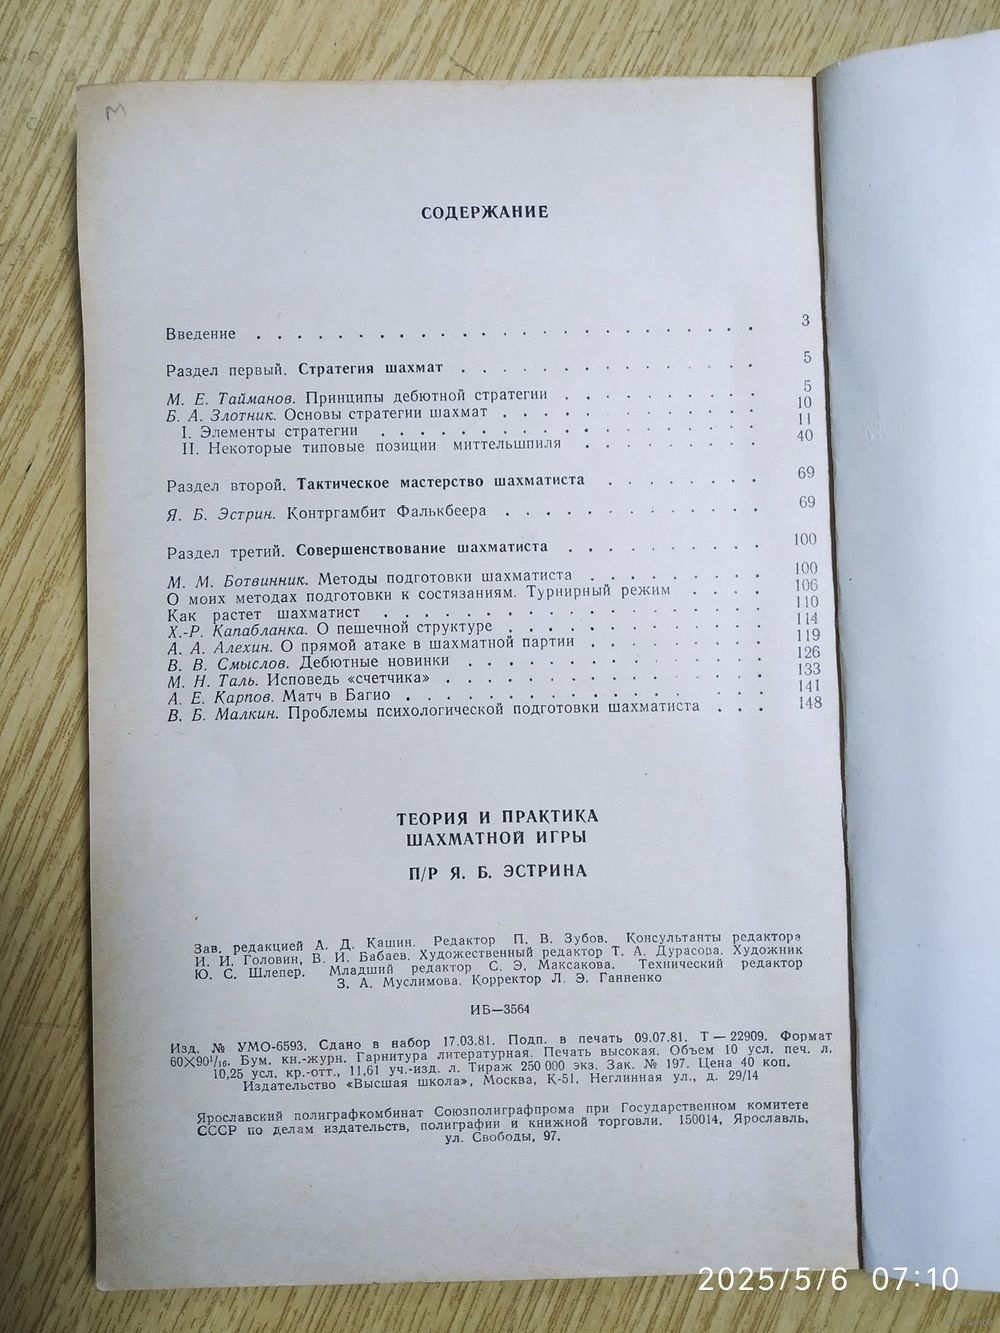 м
СОДЕРЖАНИЕ
Введение . . . . . . . . . . . . . . . . . . . . . . . . . . 3
Раздел первый. Стратегия шахмат . . . . . . . . . . . . . . . 5
М. Е. Тайманов. Принципы дебютной стратегии . . . . . . . . . . 5
Б. А. Злотник. Основы стратегии шахмат . . . . . . . . . . . . 10
I. Элементы стратегии . . . . . . . . . . . . . . . . . 11
II. Некоторые типовые позиции миттельшпиля . . . . . . . . 40
Раздел второй. Тактическое мастерство шахматиста . . . . . . . 69
Я. Б. Эстрин. Контргамбит Фалькбеера . . . . . . . . . . . . 69
Раздел третий. Совершенствование шахматиста . . . . . . . . . 100
М. М. Ботвинник. Методы подготовки шахматиста . . . . . . . . 100
О моих методах подготовки к состязаниям. Турнирный режим . . . . 106
Как растет шахматист . . . . . . . . . . . . . . . . . 110
Х.-Р. Капабланка. О пешечной структуре . . . . . . . . . . . 114
А. А. Алехин. О прямой атаке в шахматной партии . . . . . . . . 119
В. В. Смыслов. Дебютные новинки . . . . . . . . . . . . . 126
М. Н. Таль. Исповедь «счетчика» . . . . . . . . . . . . . . 133
А. Е. Карпов. Матч в Багио . . . . . . . . . . . . . . . . 141
В. Б. Малкин. Проблемы психологической подготовки шахматиста . . . 148
ТЕОРИЯ И ПРАКТИКА
ШАХМАТНОЙ ИГРЫ
П/Р Я. Б. ЭСТРИНА
Зав. редакцией А. Д. Кашин. Редактор П. В. Зубов. Консультанты редактора
И. И. Головин, В. И. Бабаев. Художественный редактор Т. А. Дурасова. Художник
Ю. С. Шлепер. Младший редактор С. Э. Максакова. Технический редактор
З. А. Муслимова. Корректор Л. Э. Ганненко
ИБ—3564
Изд. № УМО-6593. Сдано в набор 17.03.81. Подп. в печать 09.07.81. Т — 22909. Формат
60×90¹/₁₆. Бум. кн.-журн. Гарнитура литературная. Печать высокая. Объем 10 усл. печ. л.
10,25 усл. кр.-отт., 11,61 уч.-изд. л. Тираж 250 000 экз. Зак. № 197. Цена 40 коп.
Издательство «Высшая школа», Москва, К-51, Неглинная ул., д. 29/14
Ярославский полиграфкомбинат Союзполиграфпрома при Государственном комитете
СССР по делам издательств, полиграфии и книжной торговли. 150014, Ярославль,
ул. Свободы, 97.
2025/5/6 07:10